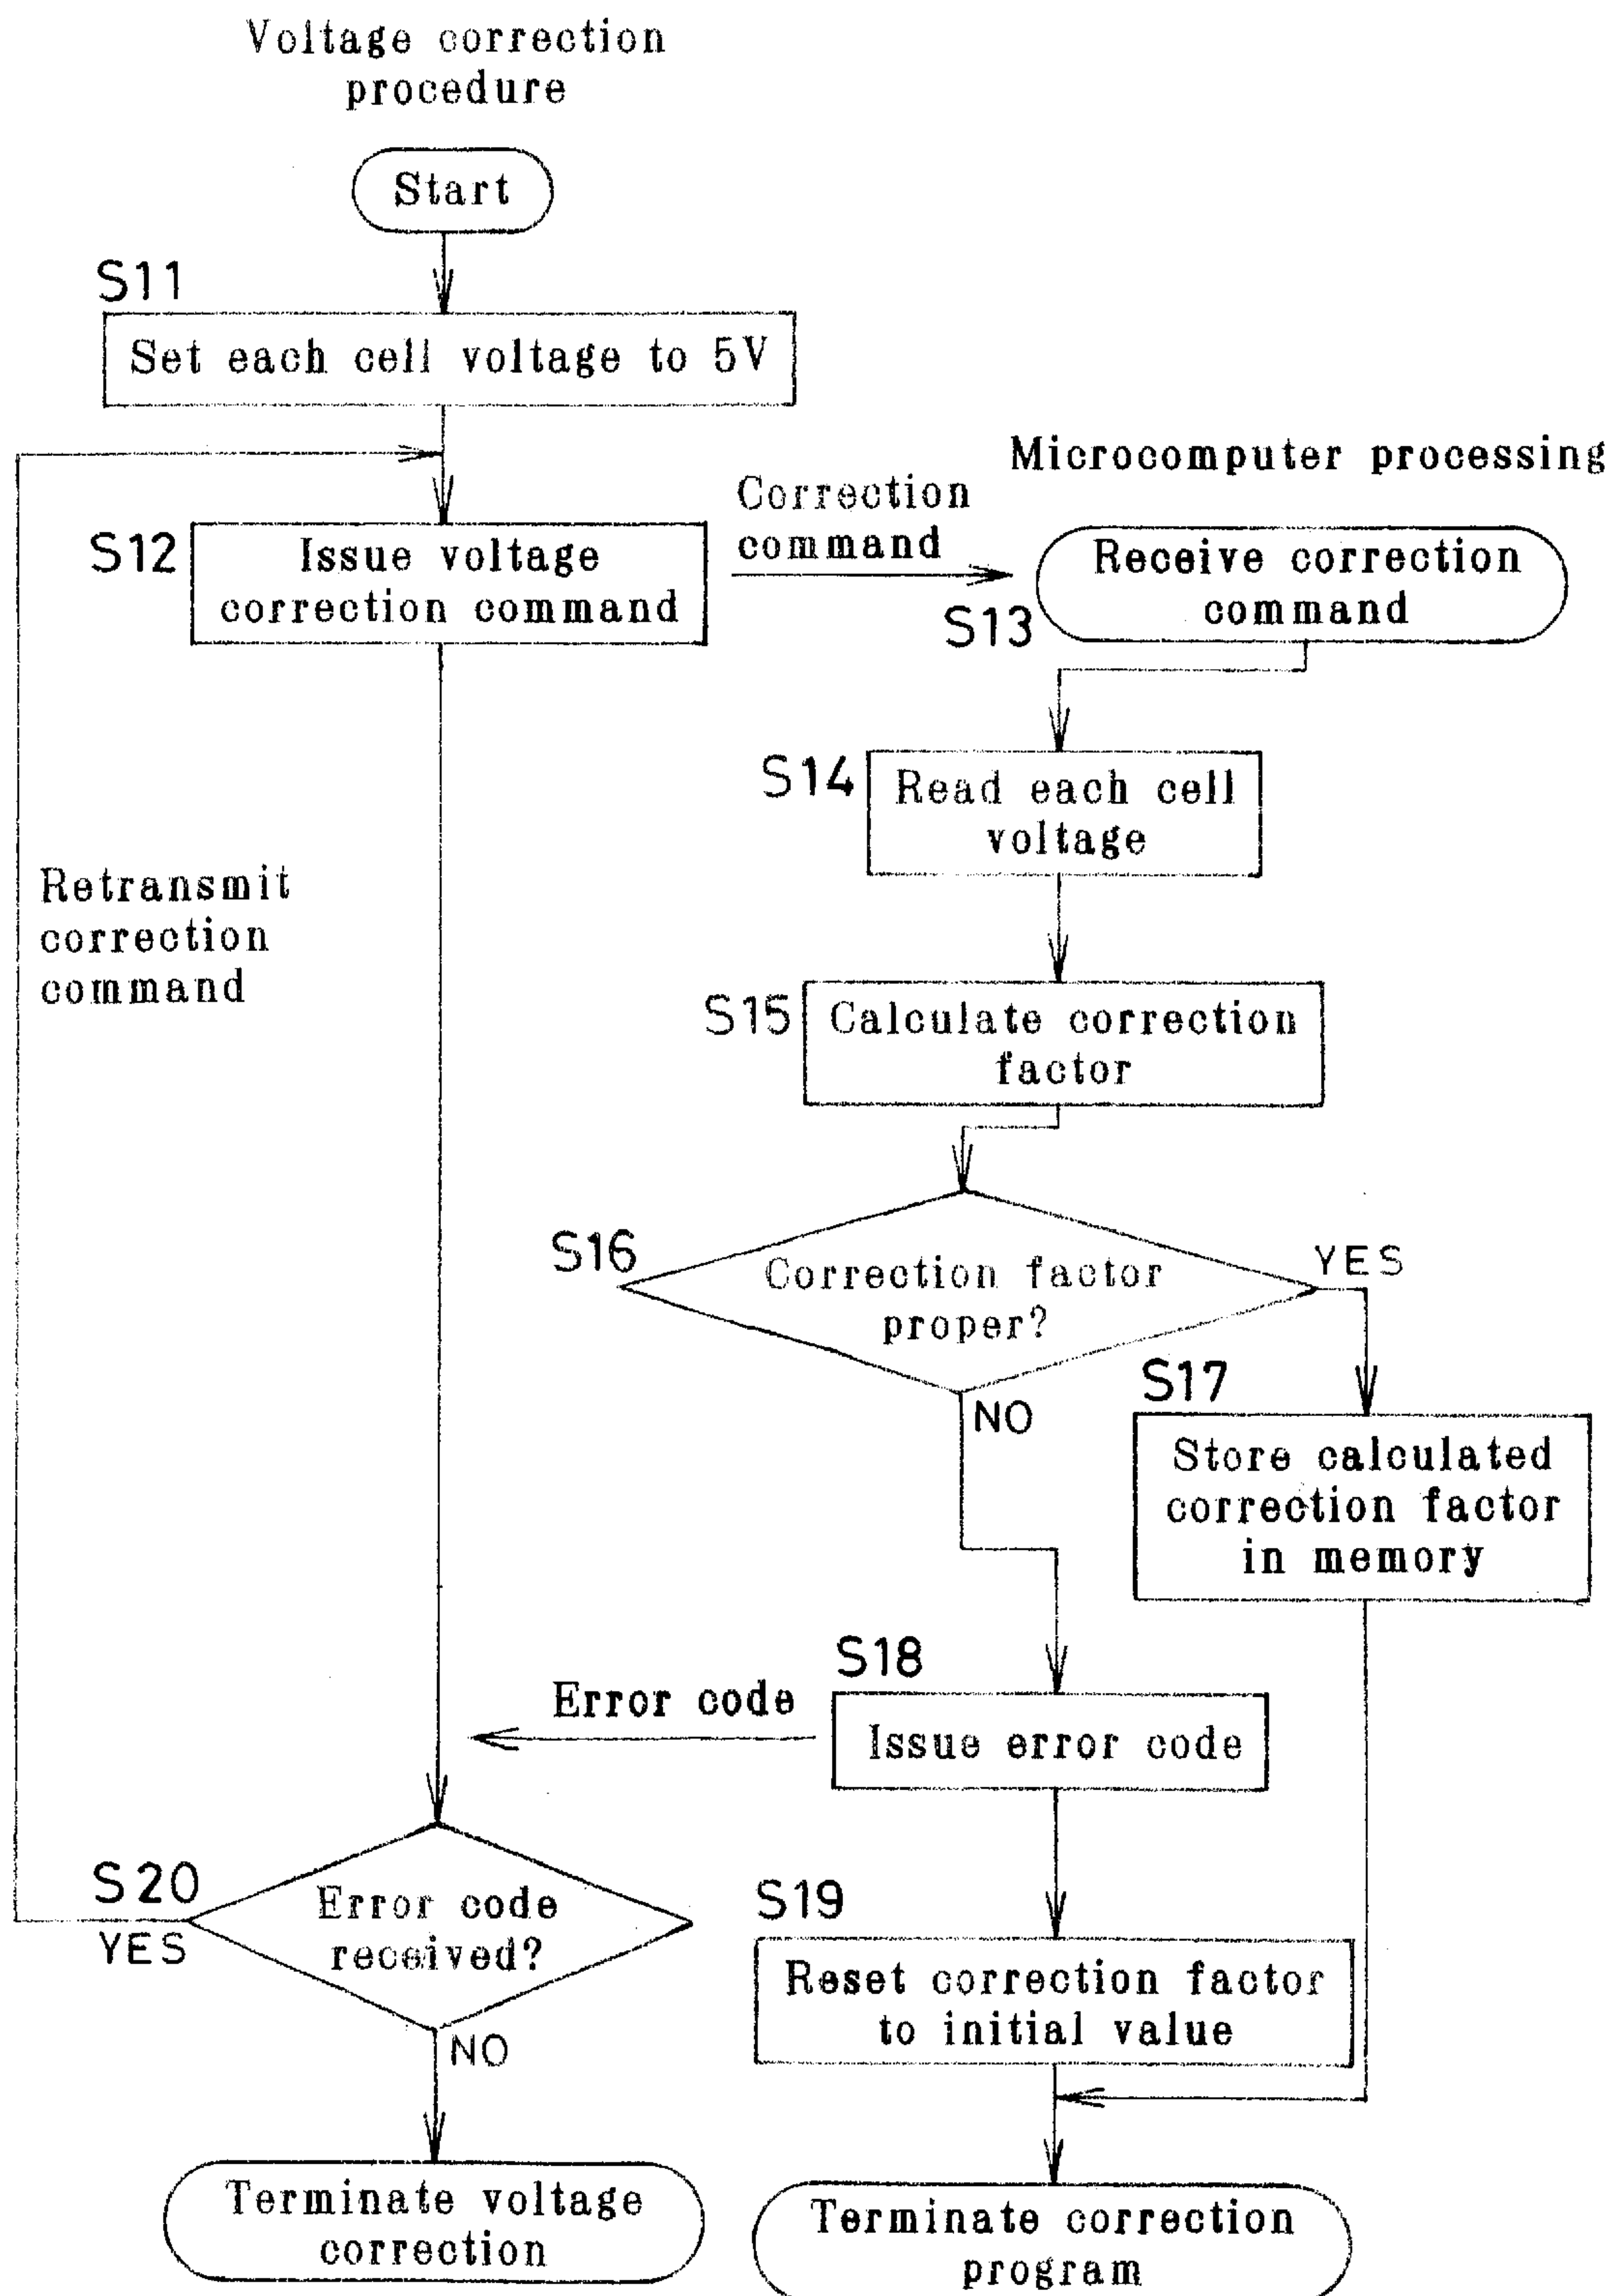 Voltage correction
procedure
Start
S11
Set each cell voltage to 5V
Microcomputer processing
Correction
command
S12
Issue voltage
correction command
Receive correction
command
S13
S14
Read each cell
voltage
Retransmit
correction
command
S15
Calculate correction
factor
S16
Correction factor
proper?
YES
NO
S17
Store calculated
correction factor
in memory
S18
Error code
Issue error code
S20
Error code
received?
YES
NO
S19
Reset correction factor
to initial value
Terminate voltage
correction
Terminate correction
program